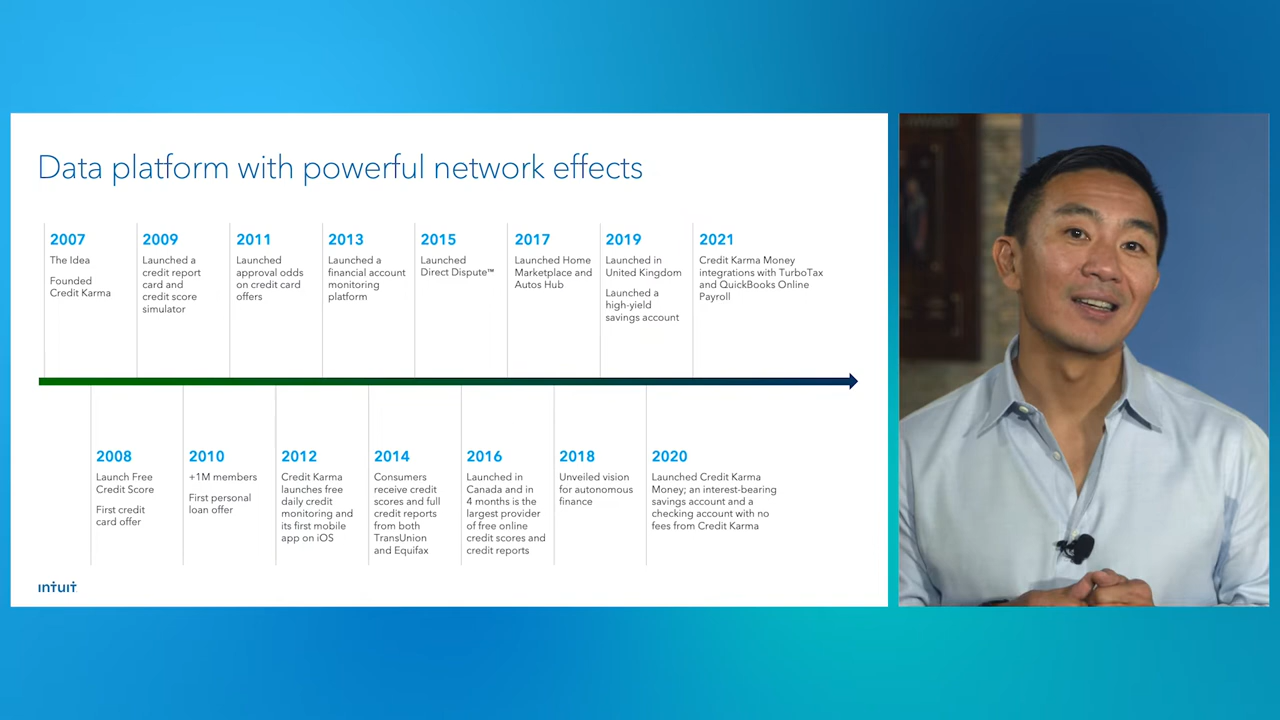 Data platform with powerful network effects
2007
The Idea
Founded
Credit Karma
2009
Launched a
credit report
card and
credit score
simulator
2011
Launched
approval odds
on credit card
offers
2013
Launched a
financial account
monitoring
platform
2015
Launched
Direct Dispute™
2017
Launched Home
Marketplace and
Autos Hub
2019
Launched in
United Kingdom
Launched a
high-yield
savings account
2021
Credit Karma Money
integrations with TurboTax
and QuickBooks Online
Payroll
2008
Launch Free
Credit Score
First credit
card offer
2010
+1M members
First personal
loan offer
2012
Credit Karma
launches free
daily credit
monitoring and
its first mobile
app on iOS
2014
Consumers
receive credit
scores and full
credit reports
from both
TransUnion
and Equifax
2016
Launched in
Canada and in
4 months is the
largest provider
of free online
credit scores and
credit reports
2018
Unveiled vision
for autonomous
finance
2020
Launched Credit Karma
Money; an interest-bearing
savings account and a
checking account with no
fees from Credit Karma
intuit